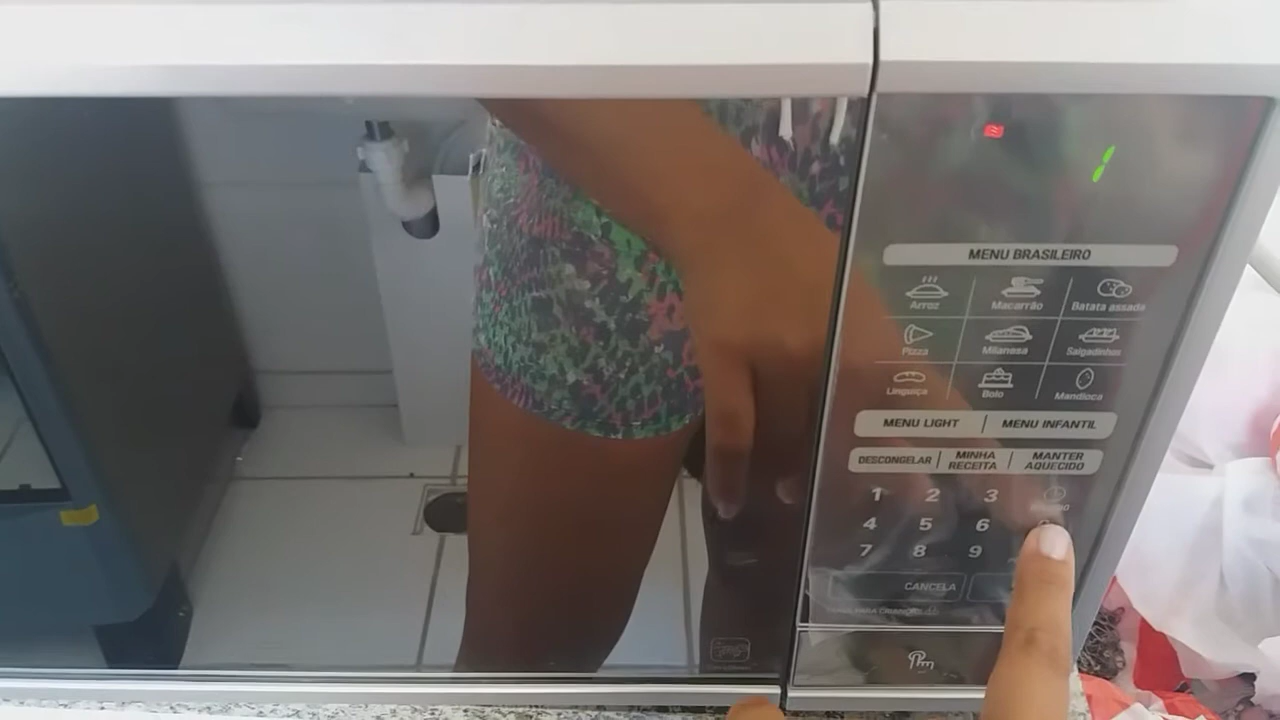 1
MENU BRASILEIRO
Arroz Macarrão Batata assada
Pizza Milanesa Salgadinhos
Linguiça Bolo Mandioca
MENU LIGHT | MENU INFANTIL
DESCONGELAR | MINHA RECEITA | MANTER AQUECIDO
1 2 3
4 5 6
7 8 9
CANCELA